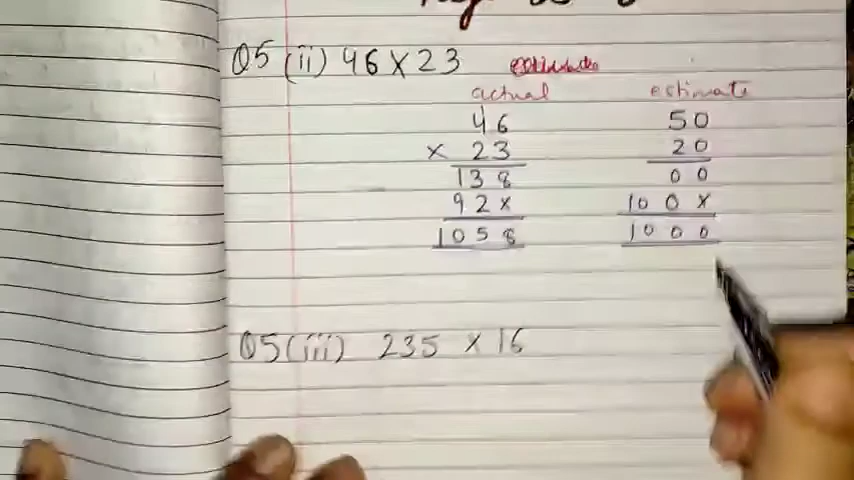 Q5 (ii) 46 X 23
actual estimate
46 50
X 23 20
138 00
92x 100x
1058 1000
Q5(iii) 235 X 16